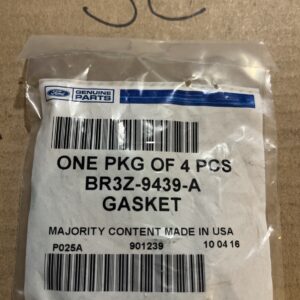 Ford
GENUINE
PARTS
ONE PKG OF 4 PCS
BR3Z-9439-A
GASKET
MAJORITY CONTENT MADE IN USA
P025A 901239 10 04 16